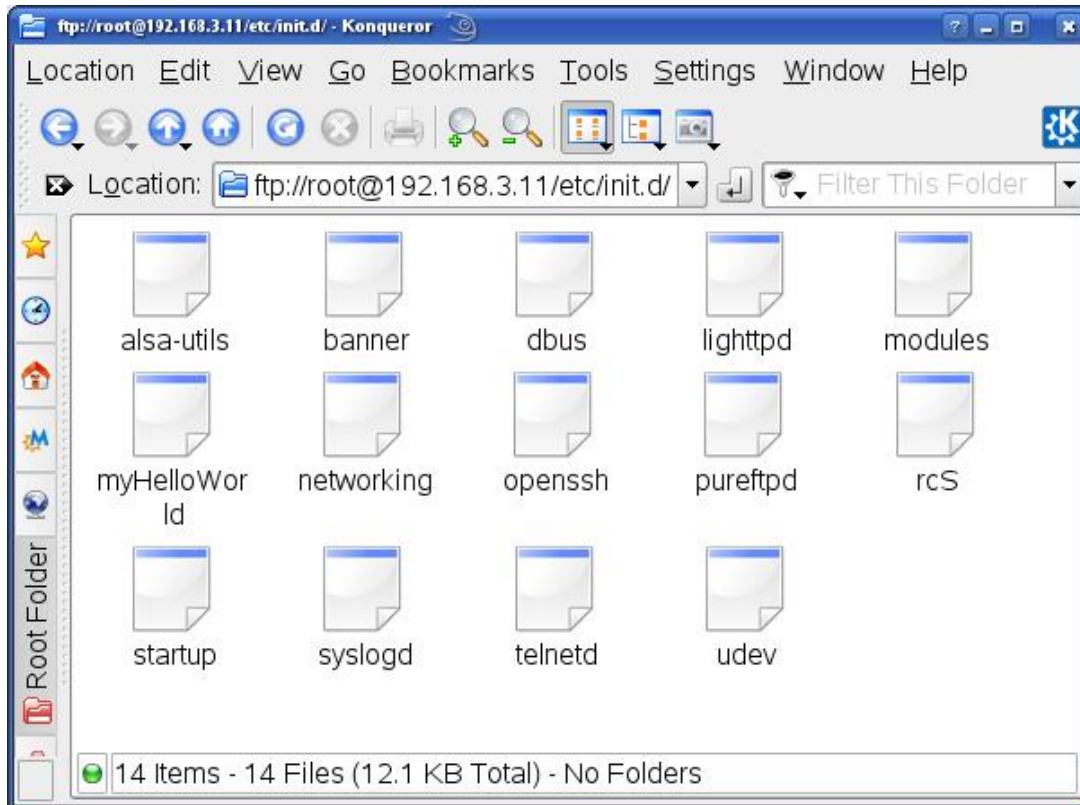 ftp://root@192.168.3.11/etc/init.d/ - Konqueror
Location Edit View Go Bookmarks Tools Settings Window Help
Location: ftp://root@192.168.3.11/etc/init.d/ Filter This Folder
alsa-utils banner dbus lighttpd modules
myHelloWor networking openssh pureftpd rcS
ld
startup syslogd telnetd udev
Root Folder
14 Items - 14 Files (12.1 KB Total) - No Folders